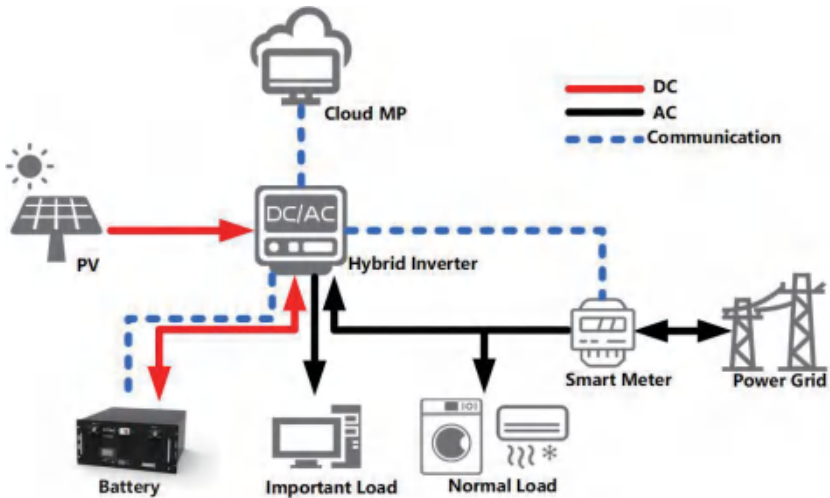 Cloud MP
DC
AC
Communication
DC/AC
PV
Hybrid Inverter
Smart Meter
Power Grid
Battery
Important Load
Normal Load